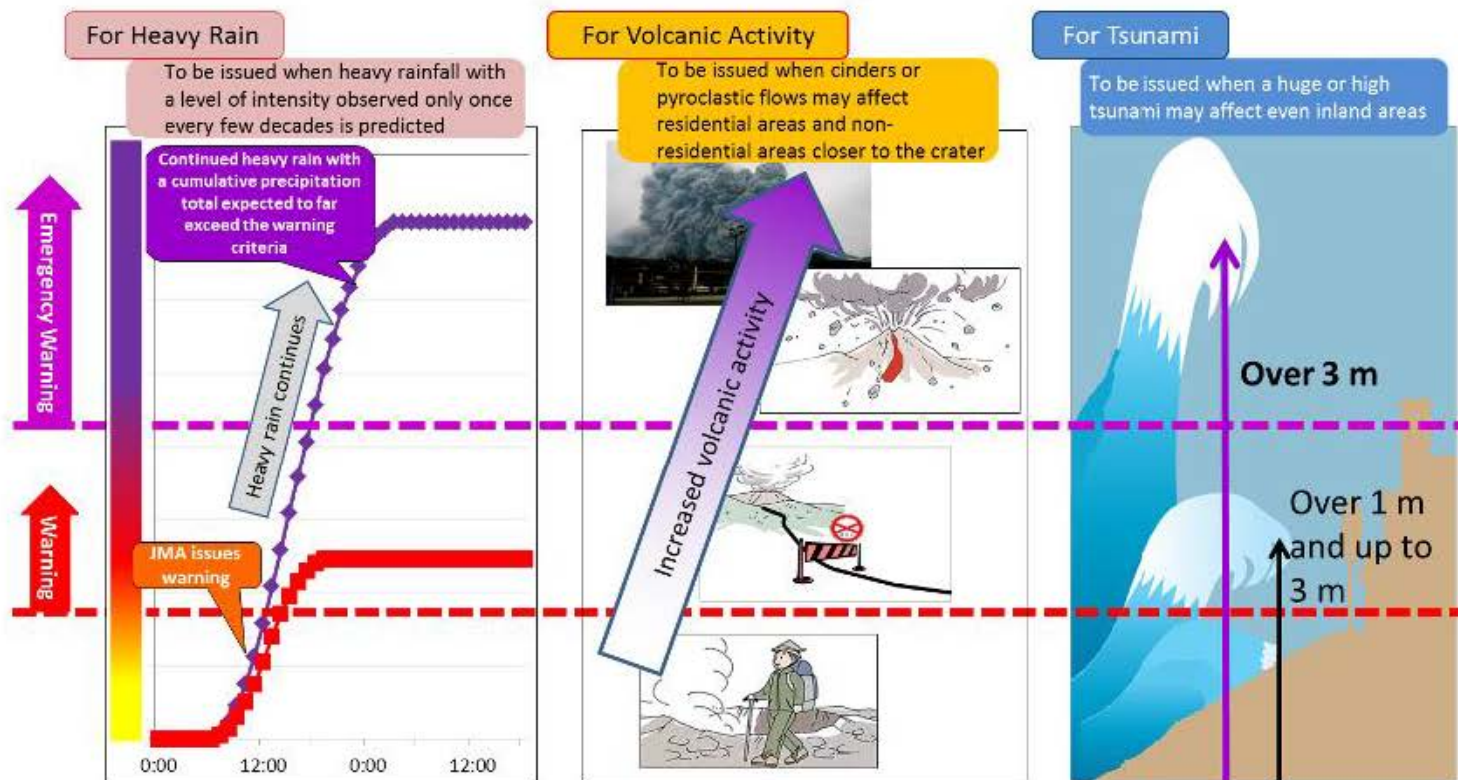 For Heavy Rain
To be issued when heavy rainfall with
a level of intensity observed only once
every few decades is predicted
Continued heavy rain with
a cumulative precipitation
total expected to far
exceed the warning
criteria
Emergency Warning
Heavy rain continues
Warning
JMA issues
warning
0:00
12:00
0:00
12:00
For Volcanic Activity
To be issued when cinders or
pyroclastic flows may affect
residential areas and non-
residential areas closer to the crater
Increased volcanic activity
For Tsunami
To be issued when a huge or high
tsunami may affect even inland areas
Over 3 m
Over 1 m
and up to
3 m